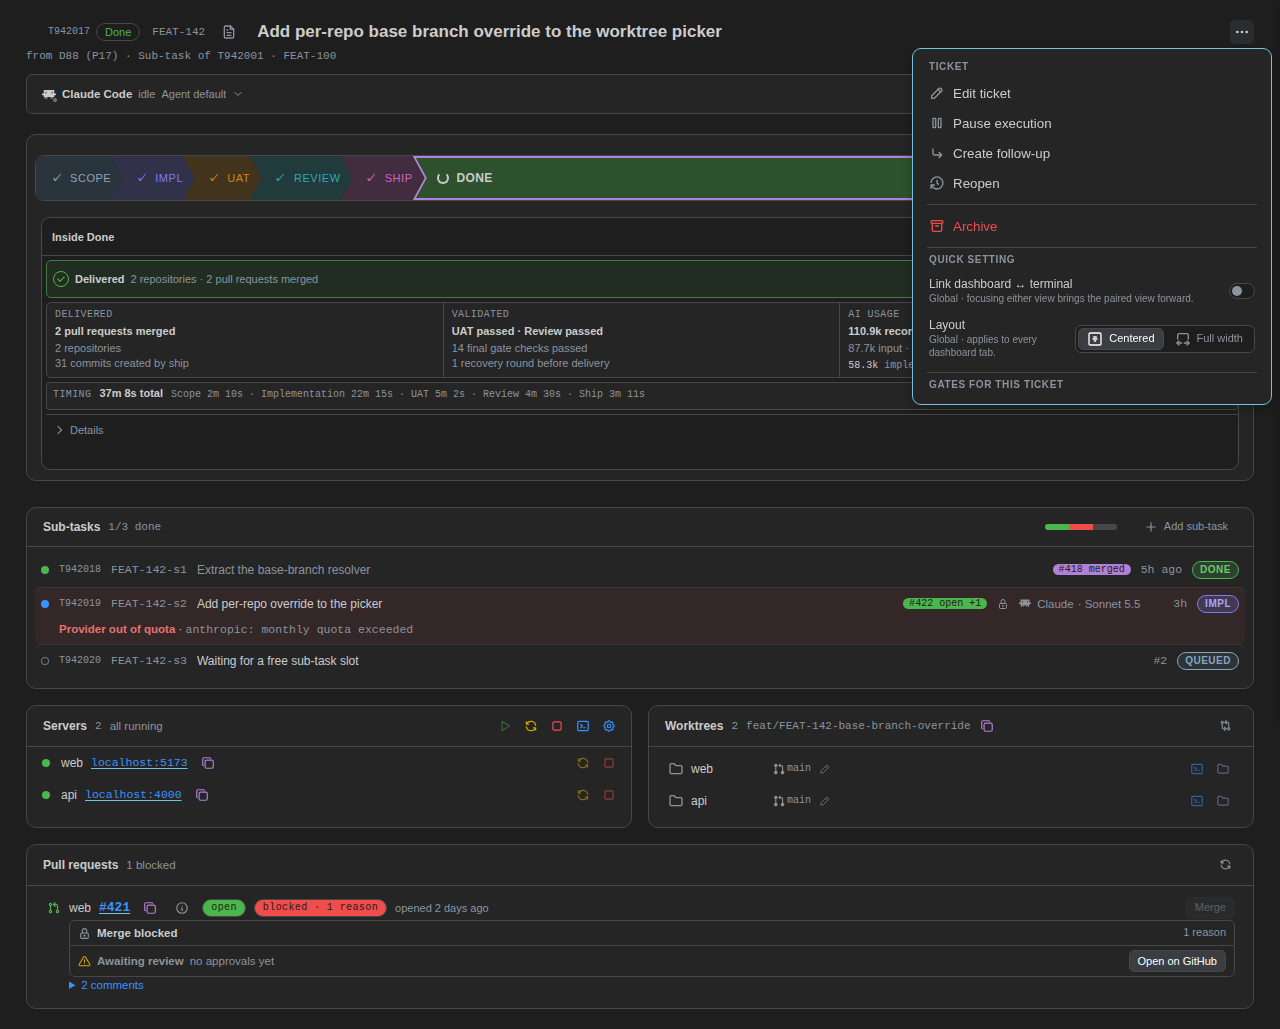 T942017 Done FEAT-142 Add per-repo base branch override to the worktree picker
from D88 (P17) · Sub-task of T942001 · FEAT-100
Claude Code idle Agent default
TICKET
Edit ticket
Pause execution
Create follow-up
Reopen
Archive
QUICK SETTING
Link dashboard ↔ terminal
Global · focusing either view brings the paired view forward.
Layout
Global · applies to every
dashboard tab.
Centered Full width
GATES FOR THIS TICKET
SCOPE IMPL UAT REVIEW SHIP DONE
Inside Done
Delivered 2 repositories · 2 pull requests merged
DELIVERED
2 pull requests merged
2 repositories
31 commits created by ship
VALIDATED
UAT passed · Review passed
14 final gate checks passed
1 recovery round before delivery
AI USAGE
110.9k
87.7k input ·
58.3k
TIMING 37m 8s total Scope 2m 10s · Implementation 22m 15s · UAT 5m 2s · Review 4m 30s · Ship 3m 11s
Details
Sub-tasks 1/3 done Add sub-task
T942018 FEAT-142-s1 Extract the base-branch resolver #418 merged 5h ago DONE
T942019 FEAT-142-s2 Add per-repo override to the picker #422 open +1 Claude · Sonnet 5.5 3h IMPL
Provider out of quota · anthropic: monthly quota exceeded
T942020 FEAT-142-s3 Waiting for a free sub-task slot #2 QUEUED
Servers 2 all running
web localhost:5173
api localhost:4000
Worktrees 2 feat/FEAT-142-base-branch-override
web main
api main
Pull requests 1 blocked
web #421 open blocked · 1 reason opened 2 days ago Merge
Merge blocked 1 reason
Awaiting review no approvals yet Open on GitHub
2 comments